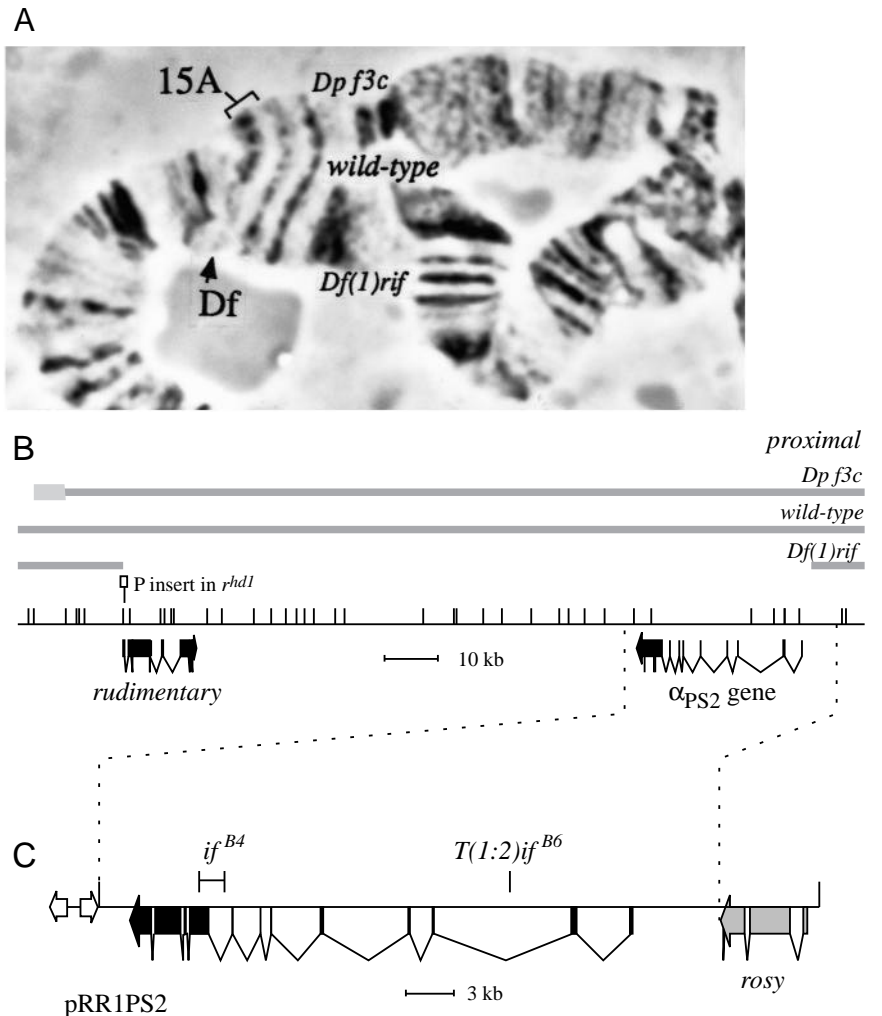 A
15A
Dp f3c
wild-type
Df
Df(1)rif
B
proximal
Dp f3c
wild-type
Df(1)rif
P insert in r^hd1
10 kb
rudimentary
αPS2 gene
C
if^B4
T(1:2)if^B6
rosy
3 kb
pRR1PS2